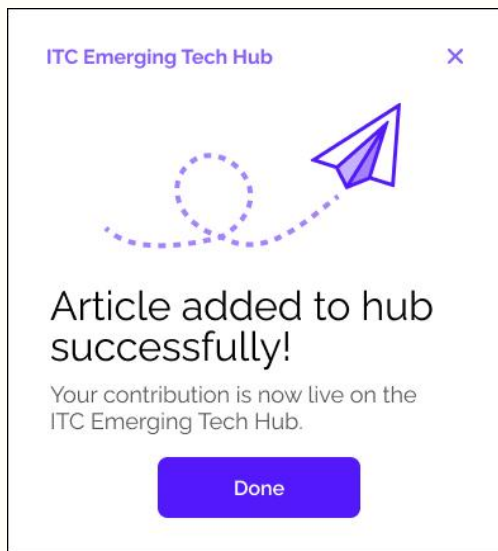 ITC Emerging Tech Hub
Article added to hub
successfully!
Your contribution is now live on the
ITC Emerging Tech Hub.
Done